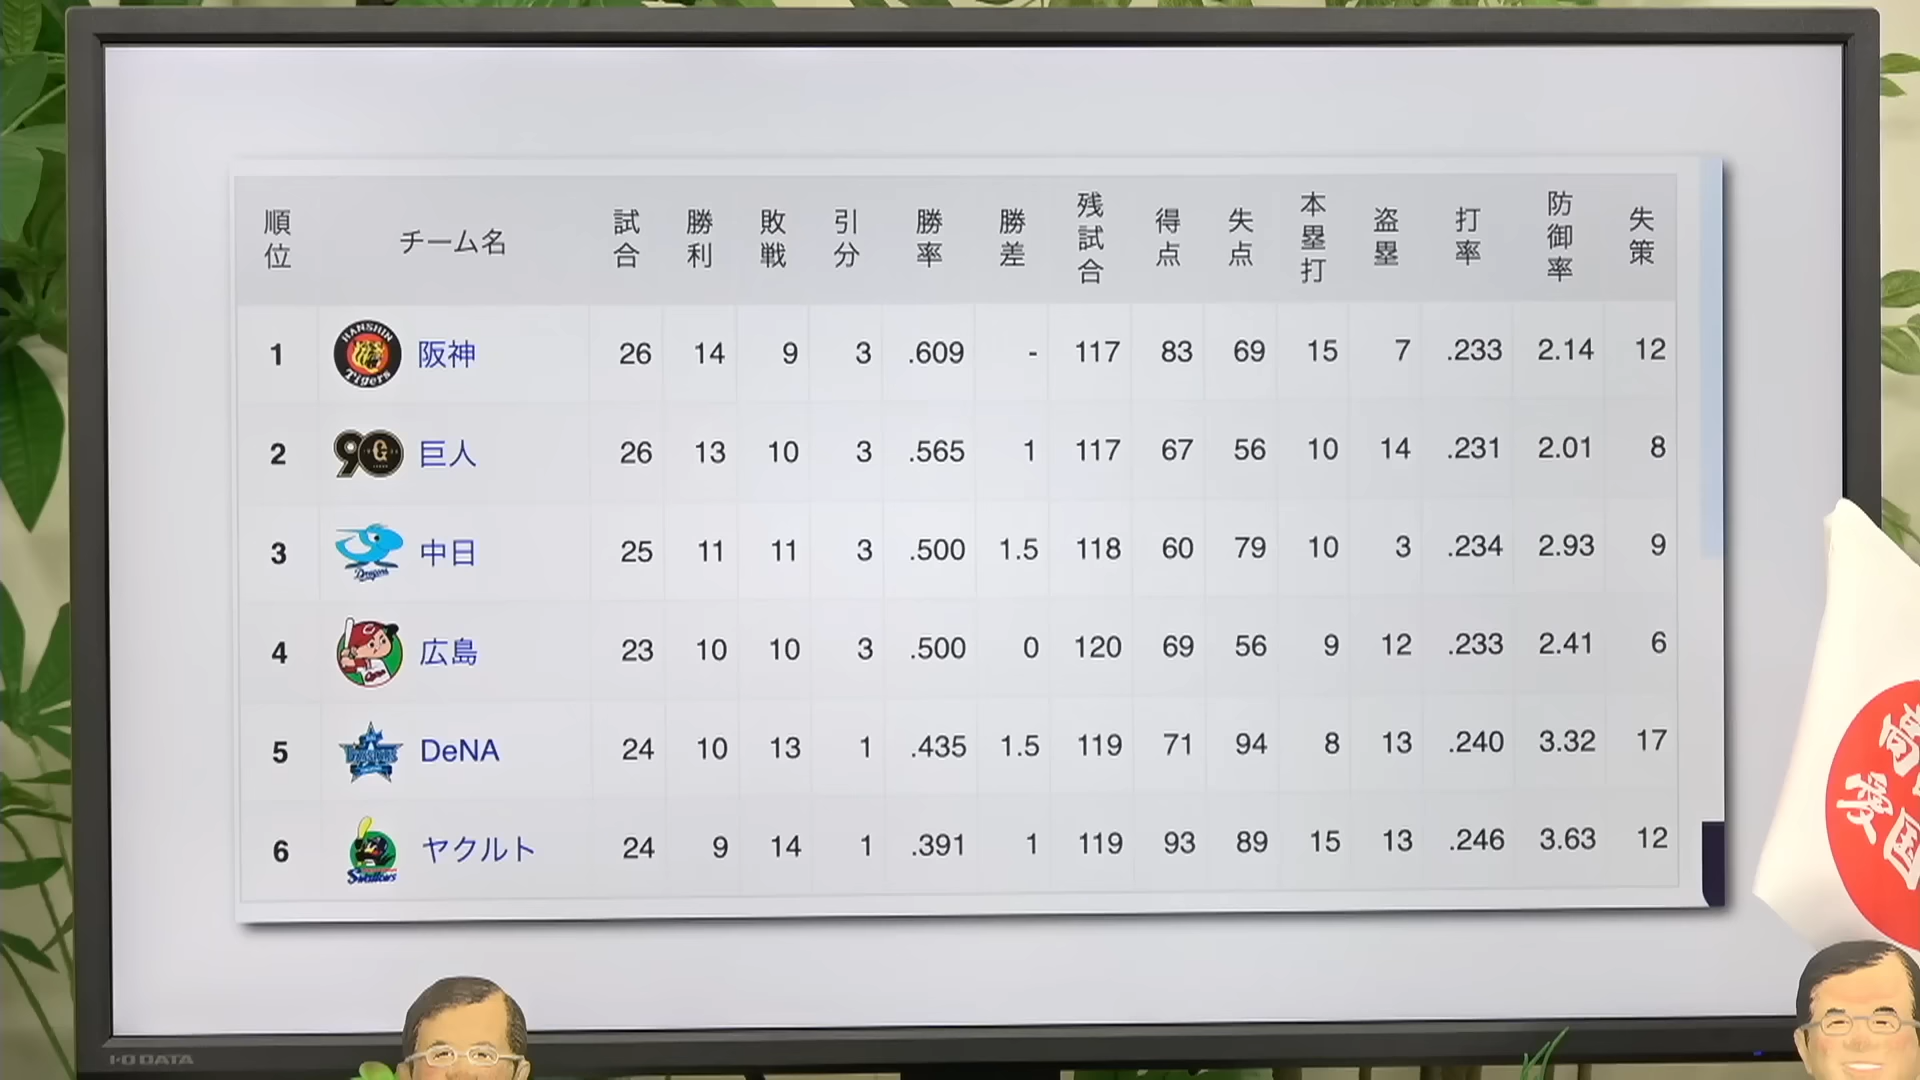 順位 チーム名 試合 勝利 敗戦 引分 勝率 勝差 残試合 得点 失点 本塁打 盗塁 打率 防御率 失策
1 HANSHIN Tigers 阪神 26 14 9 3 .609 - 117 83 69 15 7 .233 2.14 12
2 90 G 巨人 26 13 10 3 .565 1 117 67 56 10 14 .231 2.01 8
3 Dragons 中日 25 11 11 3 .500 1.5 118 60 79 10 3 .234 2.93 9
4 C 広島 23 10 10 3 .500 0 120 69 56 9 12 .233 2.41 6
5 DeNA 24 10 13 1 .435 1.5 119 71 94 8 13 .240 3.32 17
6 Swallows ヤクルト 24 9 14 1 .391 1 119 93 89 15 13 .246 3.63 12
I-O DATA